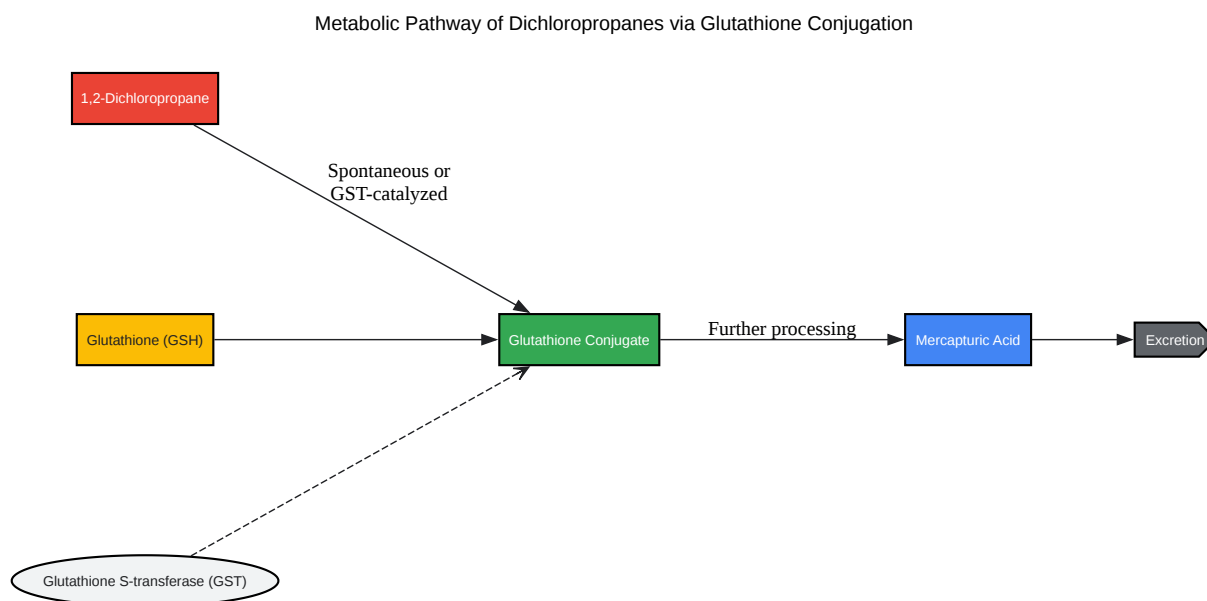 Metabolic Pathway of Dichloropropanes via Glutathione Conjugation
1,2-Dichloropropane
Spontaneous or
GST-catalyzed
Glutathione (GSH)
Glutathione Conjugate
Further processing
Mercapturic Acid
Excretion
Glutathione S-transferase (GST)